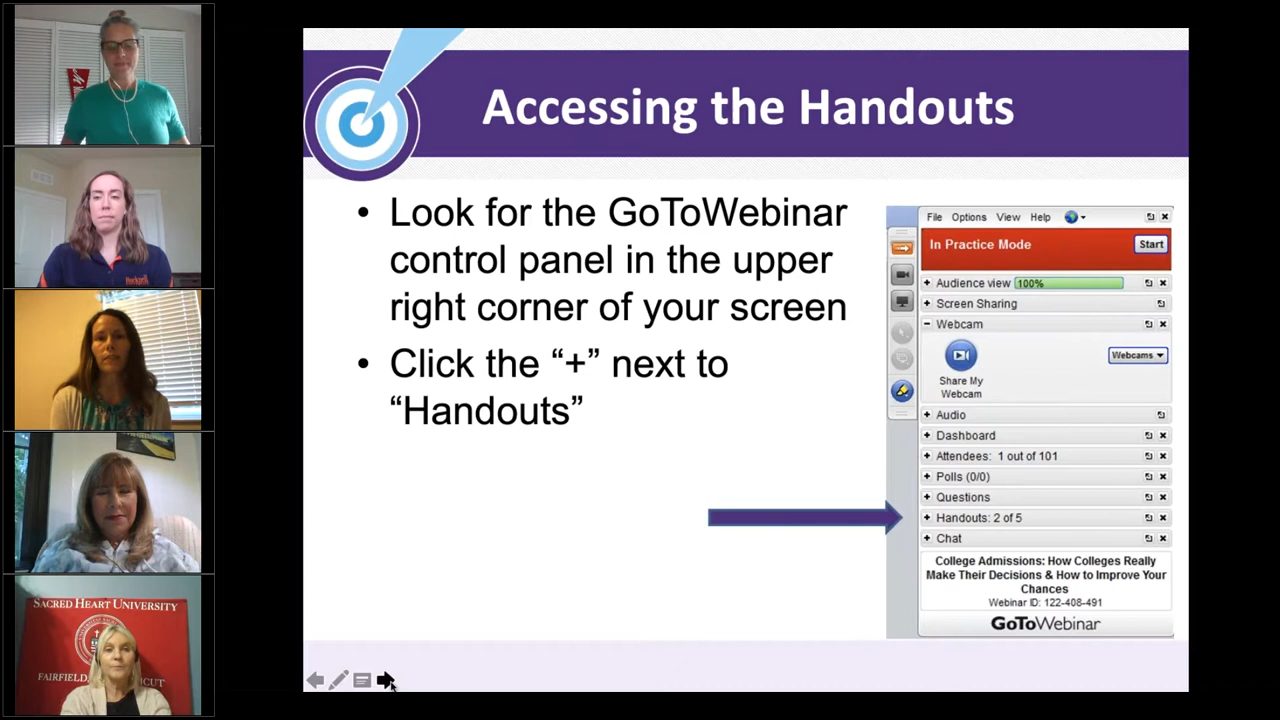 Accessing the Handouts
• Look for the GoToWebinar
control panel in the upper
right corner of your screen
• Click the “+” next to
“Handouts”
File Options View Help
In Practice Mode
Start
Audience view 100%
Screen Sharing
Webcam
Webcams
Share My
Webcam
Audio
Dashboard
Attendees: 1 out of 101
Polls (0/0)
Questions
Handouts: 2 of 5
Chat
College Admissions: How Colleges Really
Make Their Decisions & How to Improve Your
Chances
Webinar ID: 122-408-491
GoToWebinar
SACRED HEART UNIVERSITY